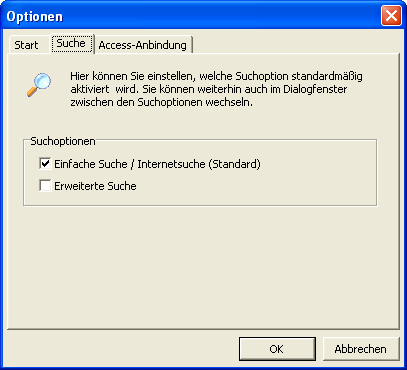 Optionen
Start
Suche
Access-Anbindung
Hier können Sie einstellen, welche Suchoption standardmäßig
aktiviert  wird. Sie können weiterhin auch im Dialogfenster
zwischen den Suchoptionen wechseln.
Suchoptionen
Einfache Suche / Internetsuche (Standard)
Erweiterte Suche
OK
Abbrechen